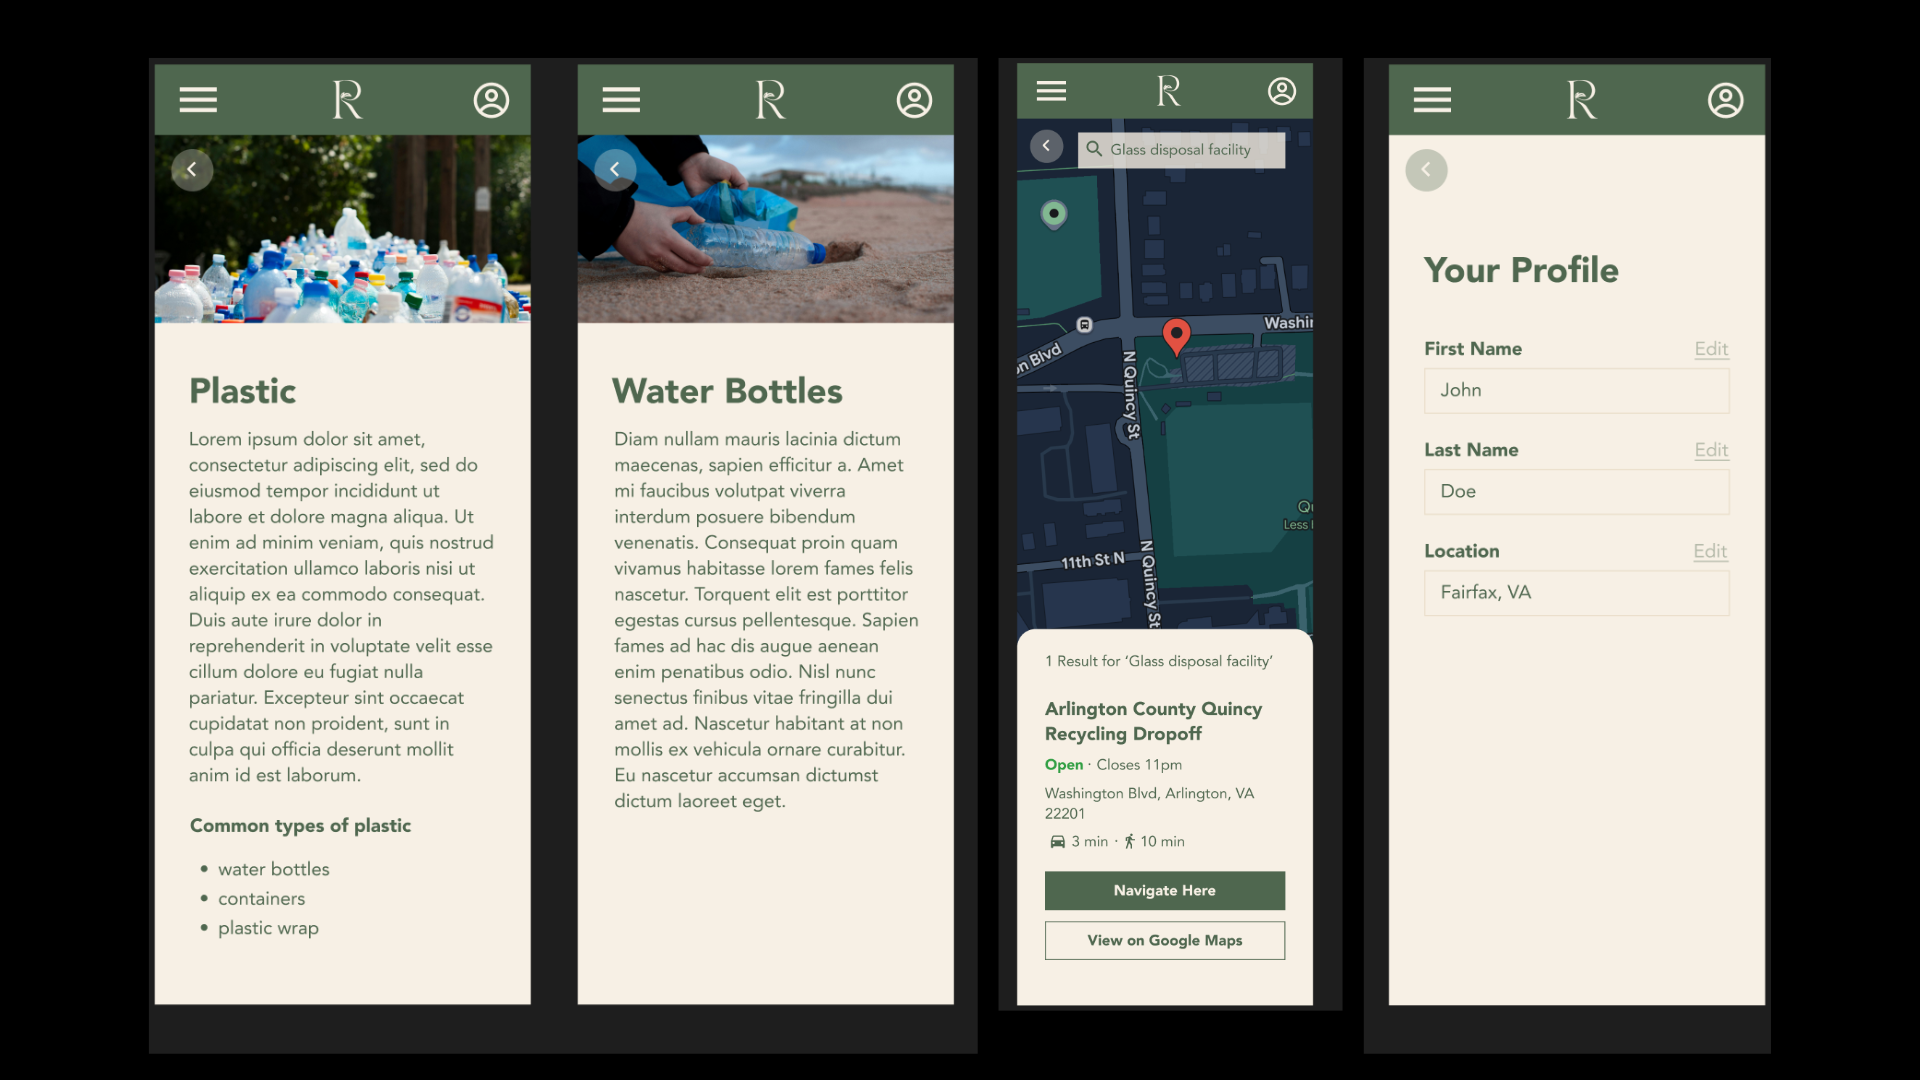 R
Plastic
Lorem ipsum dolor sit amet,
consectetur adipiscing elit, sed do
eiusmod tempor incididunt ut
labore et dolore magna aliqua. Ut
enim ad minim veniam, quis nostrud
exercitation ullamco laboris nisi ut
aliquip ex ea commodo consequat.
Duis aute irure dolor in
reprehenderit in voluptate velit esse
cillum dolore eu fugiat nulla
pariatur. Excepteur sint occaecat
cupidatat non proident, sunt in
culpa qui officia deserunt mollit
anim id est laborum.
Common types of plastic
• water bottles
• containers
• plastic wrap
R
Water Bottles
Diam nullam mauris lacinia dictum
maecenas, sapien efficitur a. Amet
mi faucibus volutpat viverra
interdum posuere bibendum
venenatis. Consequat proin quam
vivamus habitasse lorem fames felis
nascetur. Torquent elit est porttitor
egestas cursus pellentesque. Sapien
fames ad hac dis augue aenean
enim penatibus odio. Nisl nunc
senectus finibus vitae fringilla dui
amet ad. Nascetur habitant at non
mollis ex vehicula ornare curabitur.
Eu nascetur accumsan dictumst
dictum laoreet eget.
R
Glass disposal facility
Washin
on Blvd
N Quincy St
Qu
Less
11th St N
N Quincy St
1 Result for ‘Glass disposal facility’
Arlington County Quincy
Recycling Dropoff
Open · Closes 11pm
Washington Blvd, Arlington, VA
22201
3 min · 10 min
Navigate Here
View on Google Maps
R
Your Profile
First Name Edit
John
Last Name Edit
Doe
Location Edit
Fairfax, VA